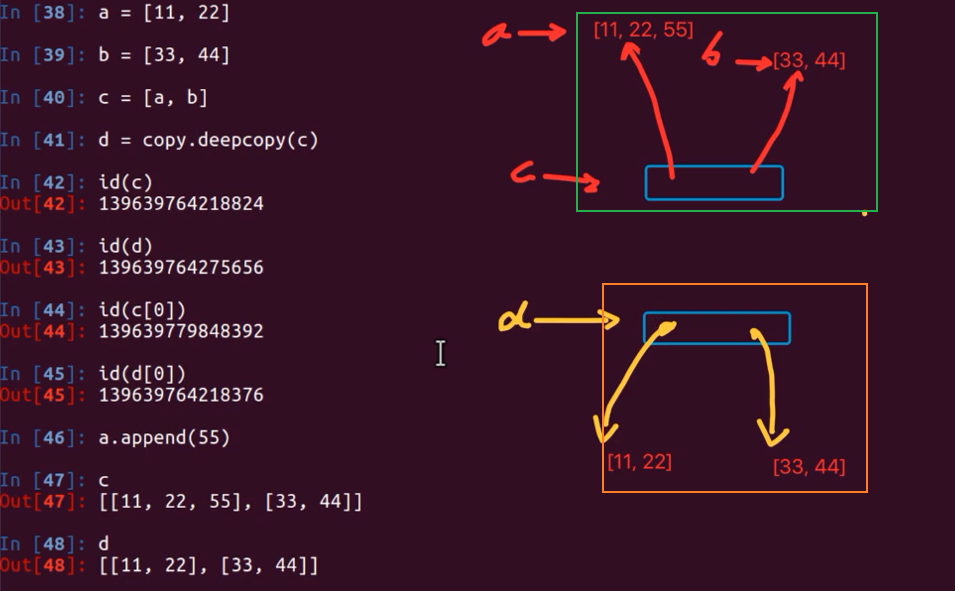 In [38]: a = [11, 22]
In [39]: b = [33, 44]
In [40]: c = [a, b]
In [41]: d = copy.deepcopy(c)
In [42]: id(c)
Out[42]: 139639764218824
In [43]: id(d)
Out[43]: 139639764275656
In [44]: id(c[0])
Out[44]: 139639779848392
In [45]: id(d[0])
Out[45]: 139639764218376
In [46]: a.append(55)
In [47]: c
Out[47]: [[11, 22, 55], [33, 44]]
In [48]: d
Out[48]: [[11, 22], [33, 44]]
a [11, 22, 55]
b [33, 44]
c
d
[11, 22] [33, 44]